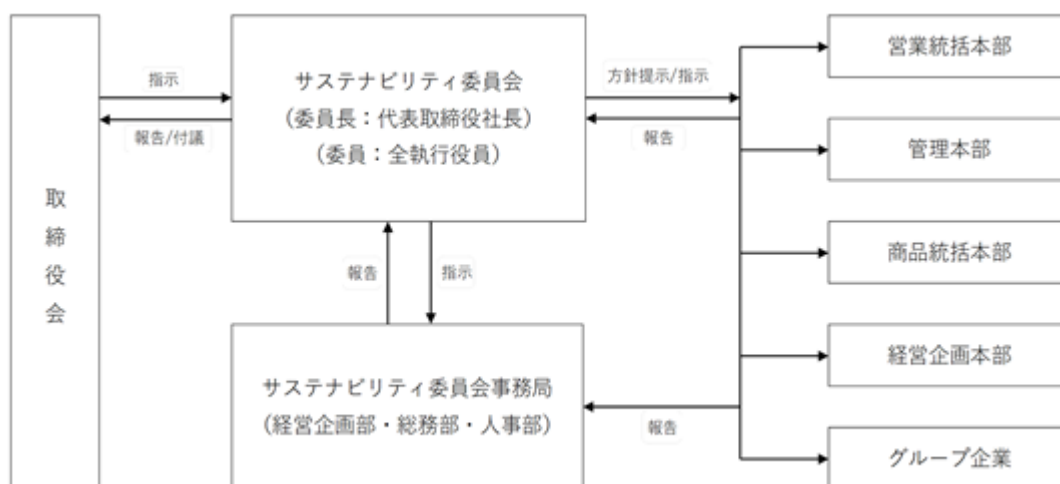 取締役会
指示
報告/付議
サステナビリティ委員会
(委員長：代表取締役社長)
(委員：全執行役員)
方針提示/指示
報告
報告
指示
サステナビリティ委員会事務局
(経営企画部・総務部・人事部)
報告
営業統括本部
管理本部
商品統括本部
経営企画本部
グループ企業